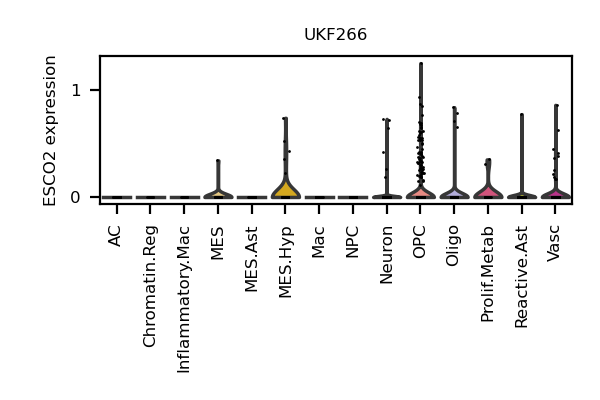 UKF266
ESCO2 expression
1
0
AC
Chromatin.Reg
Inflammatory.Mac
MES
MES.Ast
MES.Hyp
Mac
NPC
Neuron
OPC
Oligo
Prolif.Metab
Reactive.Ast
Vasc